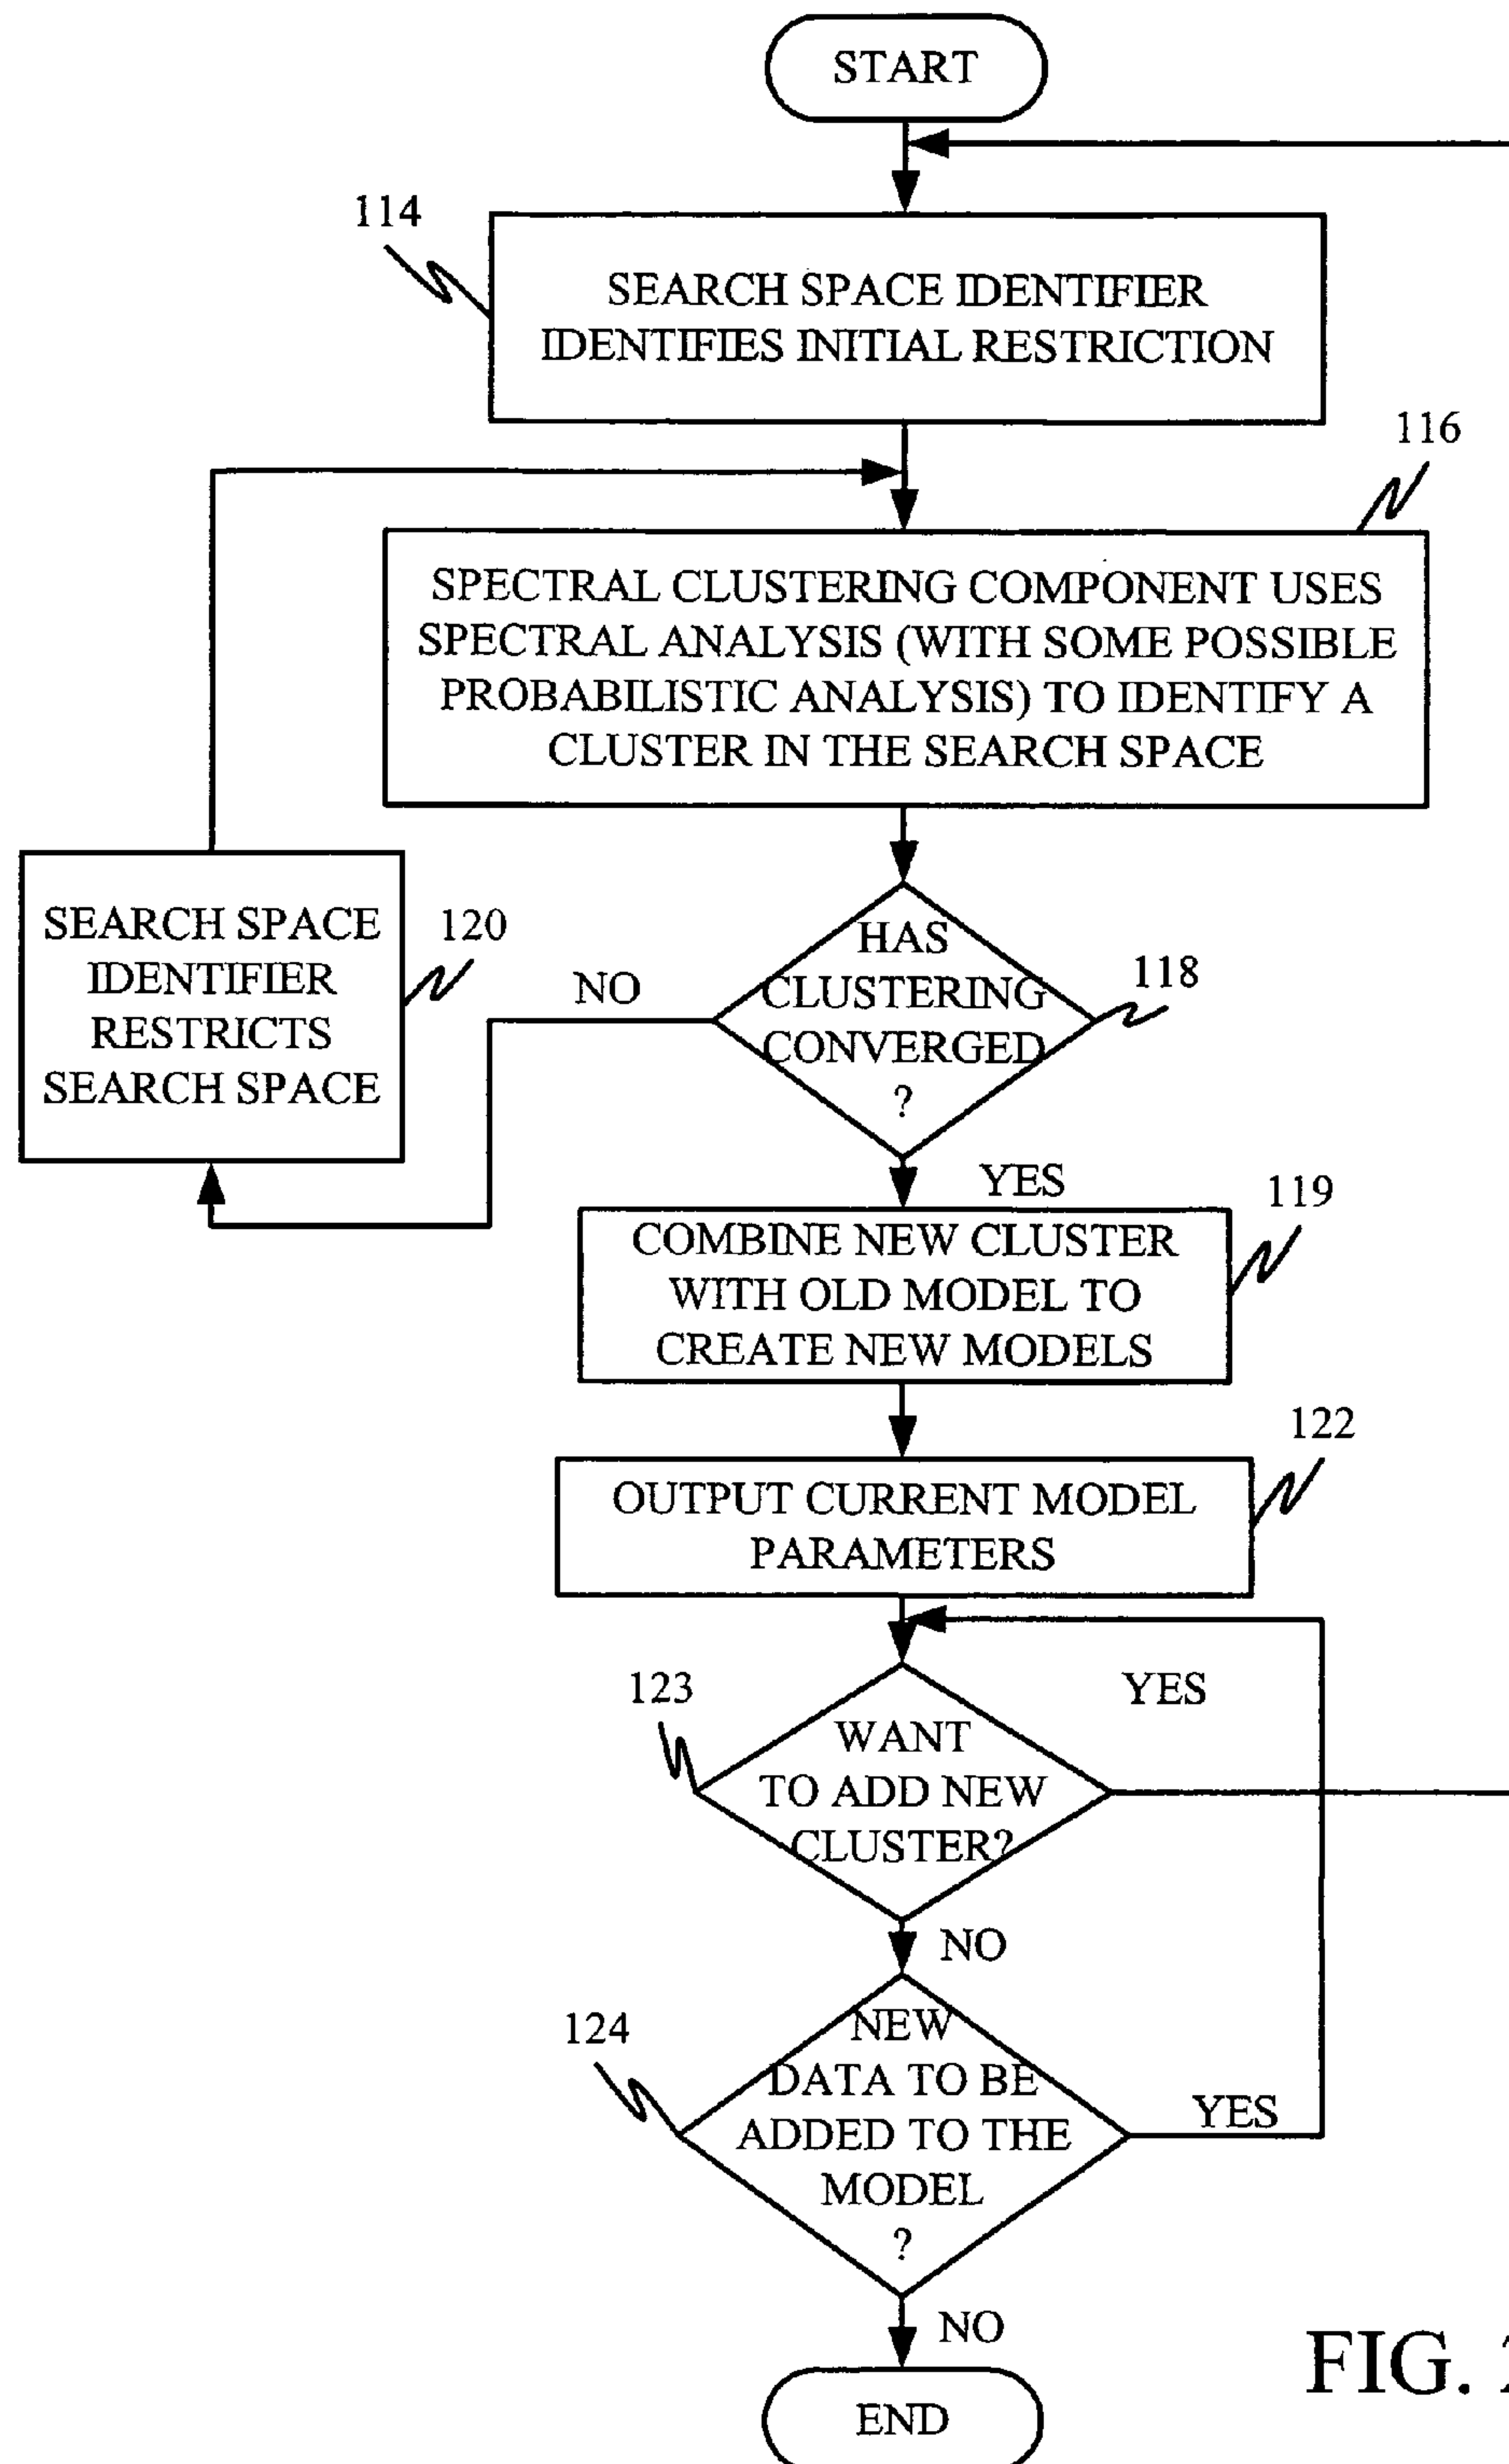 START
114
SEARCH SPACE IDENTIFIER
IDENTIFIES INITIAL RESTRICTION
116
SPECTRAL CLUSTERING COMPONENT USES
SPECTRAL ANALYSIS (WITH SOME POSSIBLE
PROBABILISTIC ANALYSIS) TO IDENTIFY A
CLUSTER IN THE SEARCH SPACE
SEARCH SPACE
IDENTIFIER
RESTRICTS
SEARCH SPACE
120
NO
HAS
CLUSTERING
CONVERGED
?
118
YES
119
COMBINE NEW CLUSTER
WITH OLD MODEL TO
CREATE NEW MODELS
122
OUTPUT CURRENT MODEL
PARAMETERS
123
YES
WANT
TO ADD NEW
CLUSTER?
NO
124
NEW
DATA TO BE
ADDED TO THE
MODEL
?
YES
NO
END
FIG.